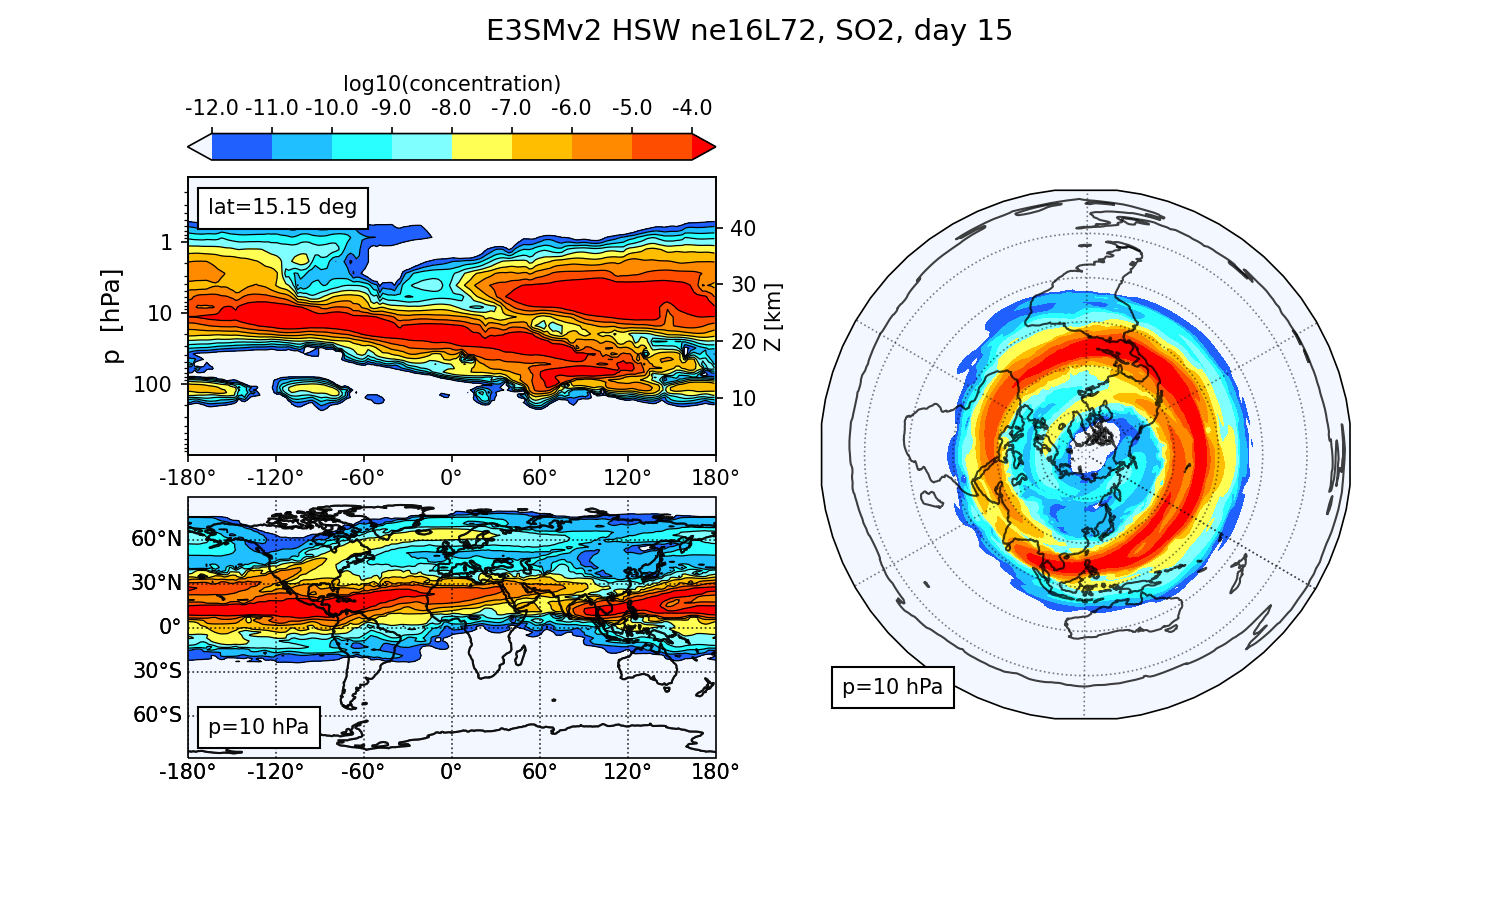 E3SMv2 HSW ne16L72, SO2, day 15
log10(concentration)
-12.0 -11.0 -10.0 -9.0 -8.0 -7.0 -6.0 -5.0 -4.0
lat=15.15 deg
p [hPa]
1
10
100
Z [km]
40
30
20
10
-180° -120° -60° 0° 60° 120° 180°
60°N
30°N
0°
30°S
60°S
p=10 hPa
-180° -120° -60° 0° 60° 120° 180°
p=10 hPa